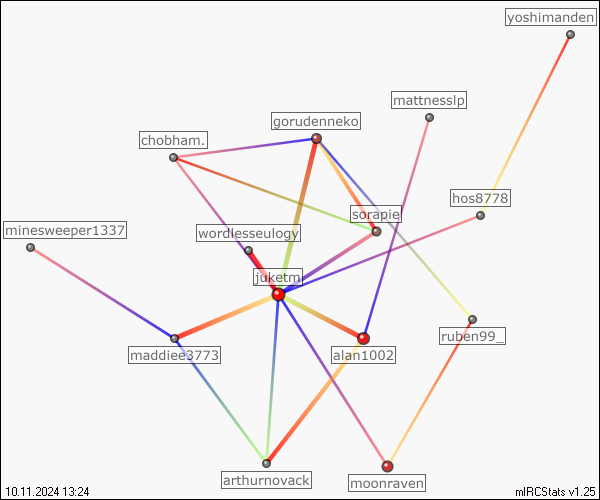 yoshimanden
mattnesslp
gorudenneko
chobham.
hos8778
sorapie
minesweeper1337
wordlesseulogy
juketm
ruben99_
maddiee3773
alan1002
arthurnovack
moonraven
10.11.2024 13:24
mIRCStats v1.25